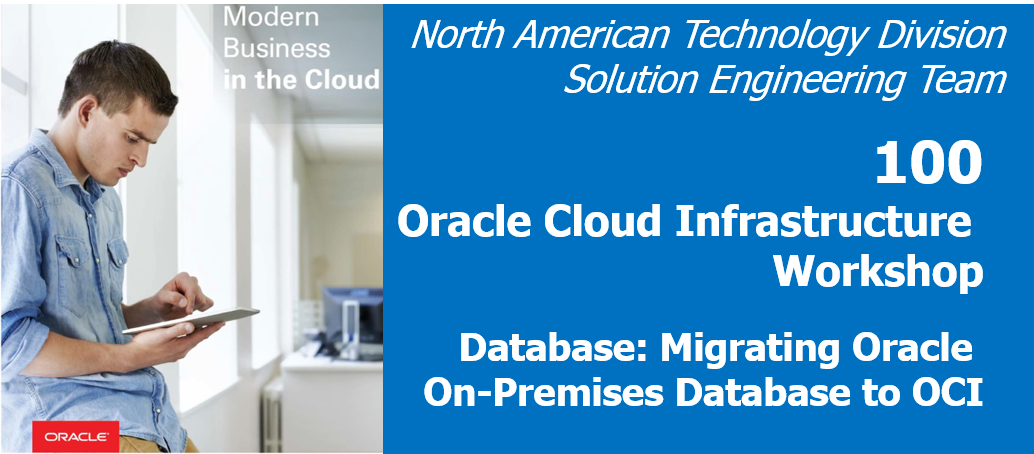 Modern
Business
in the Cloud
ORACLE®
North American Technology Division
Solution Engineering Team
100
Oracle Cloud Infrastructure
Workshop
Database: Migrating Oracle
On-Premises Database to OCI